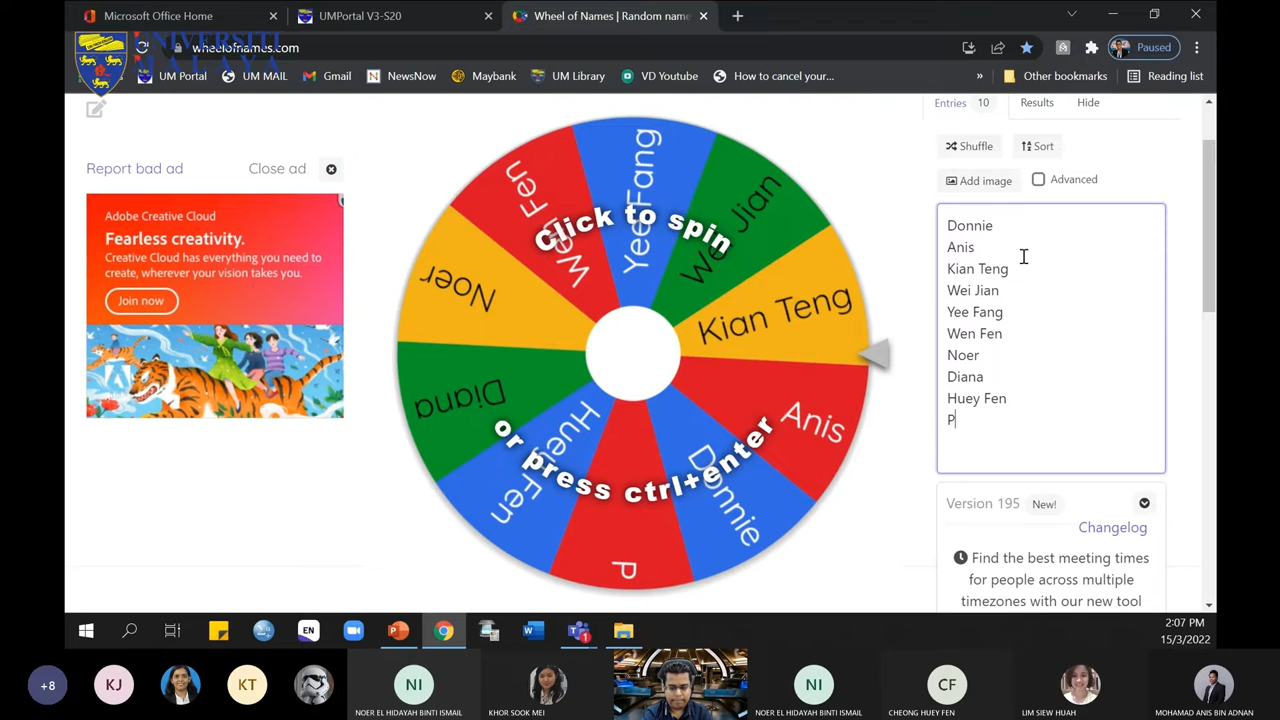 Microsoft Office Home
UMPortal V3-S20
Wheel of Names | Random name
UNIVERSITI
MALAYA
wheelofnames.com
Paused
UM Portal
UM MAIL
Gmail
NewsNow
Maybank
UM Library
VD Youtube
How to cancel your...
»
Other bookmarks
Reading list
Report bad ad
Close ad
Adobe Creative Cloud
Fearless creativity.
Creative Cloud has everything you need to
create, wherever your vision takes you.
Join now
Wen Fen
Yee Fang
Wei Jian
Kian Teng
Anis
Donnie
P
Huey Fen
Diana
Noer
Click to spin
or press ctrl+enter
Entries 10
Results
Hide
Shuffle
Sort
Add image
Advanced
Donnie
Anis
Kian Teng
Wei Jian
Yee Fang
Wen Fen
Noer
Diana
Huey Fen
P
Version 195 New!
Changelog
Find the best meeting times
for people across multiple
timezones with our new tool
EN
1
2:07 PM
15/3/2022
+8
KJ
KT
NI
NOER EL HIDAYAH BINTI ISMAIL
KHOR SOOK MEI
NI
NOER EL HIDAYAH BINTI ISMAIL
CF
CHEONG HUEY FEN
LIM SIEW HUAH
MOHAMAD ANIS BIN ADNAN